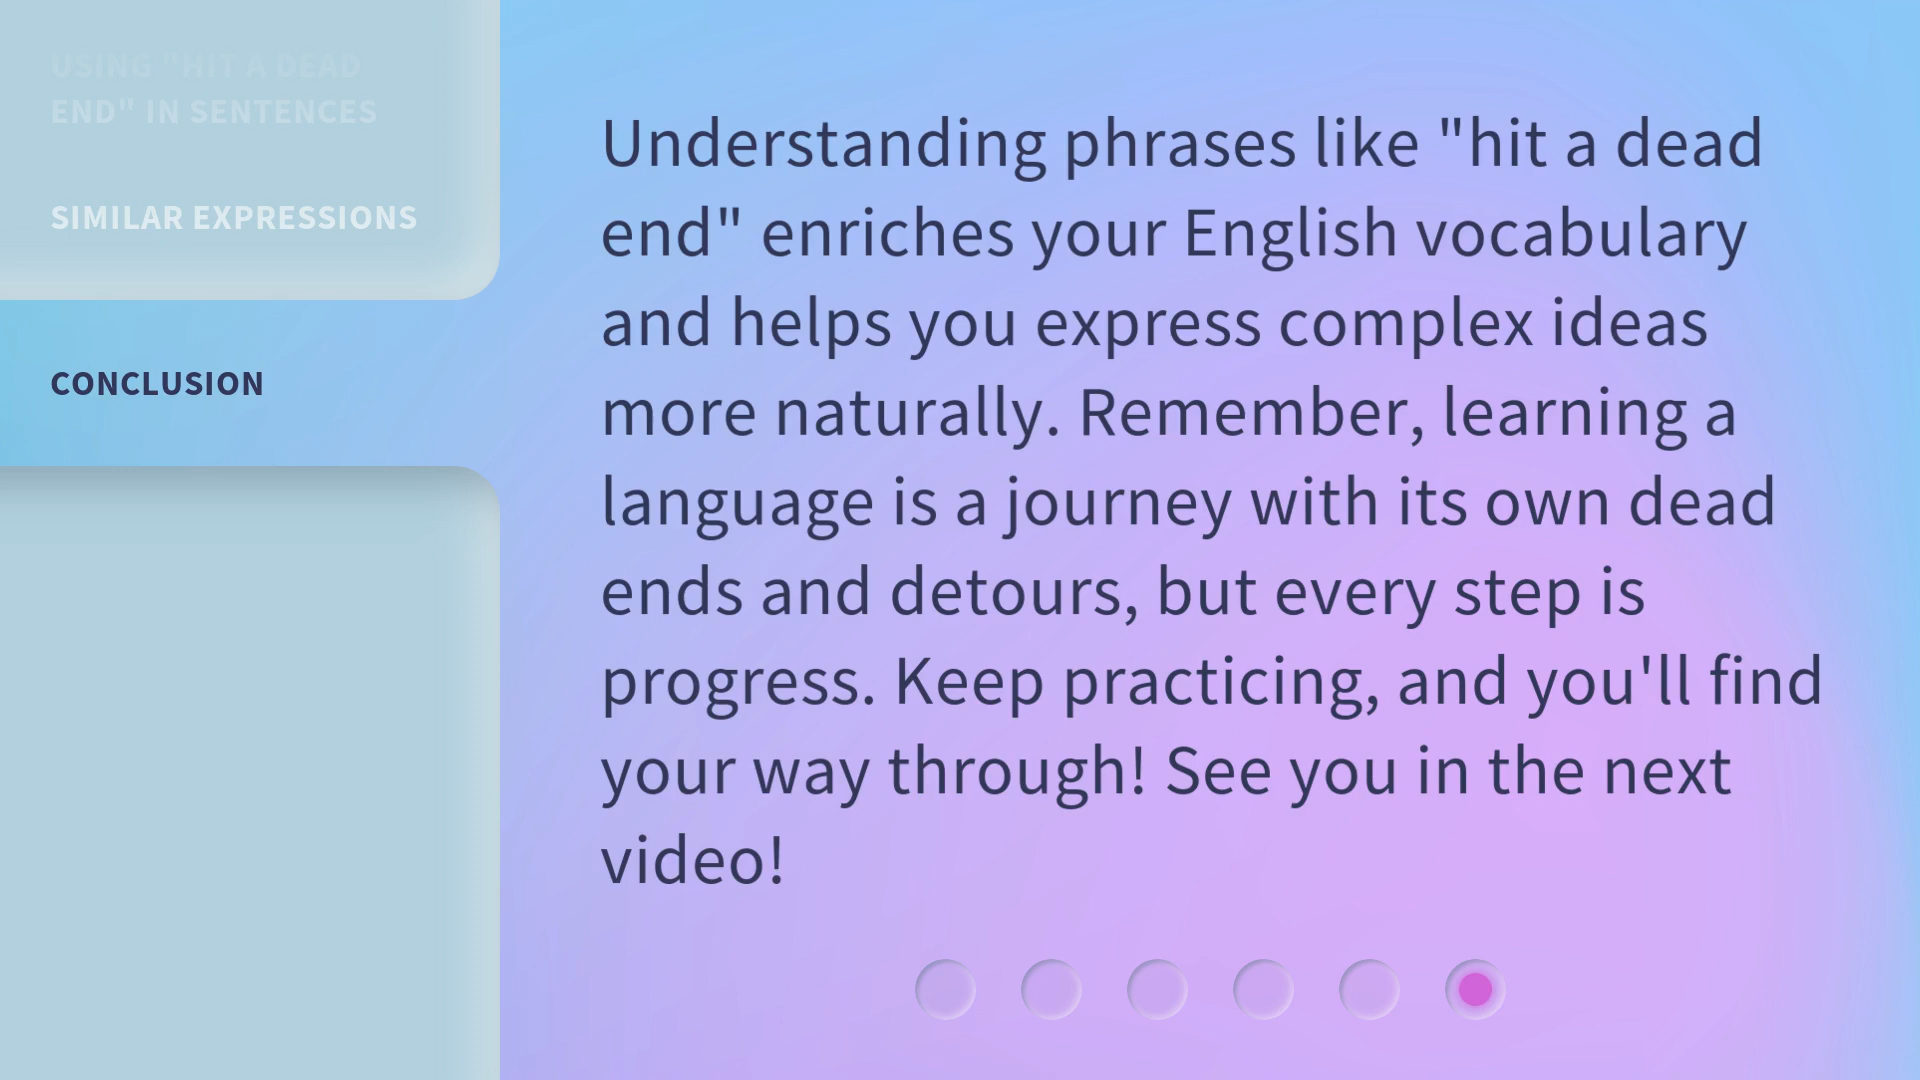 USING "HIT A DEAD
END" IN SENTENCES
SIMILAR EXPRESSIONS
CONCLUSION
Understanding phrases like "hit a dead
end" enriches your English vocabulary
and helps you express complex ideas
more naturally. Remember, learning a
language is a journey with its own dead
ends and detours, but every step is
progress. Keep practicing, and you'll find
your way through! See you in the next
video!